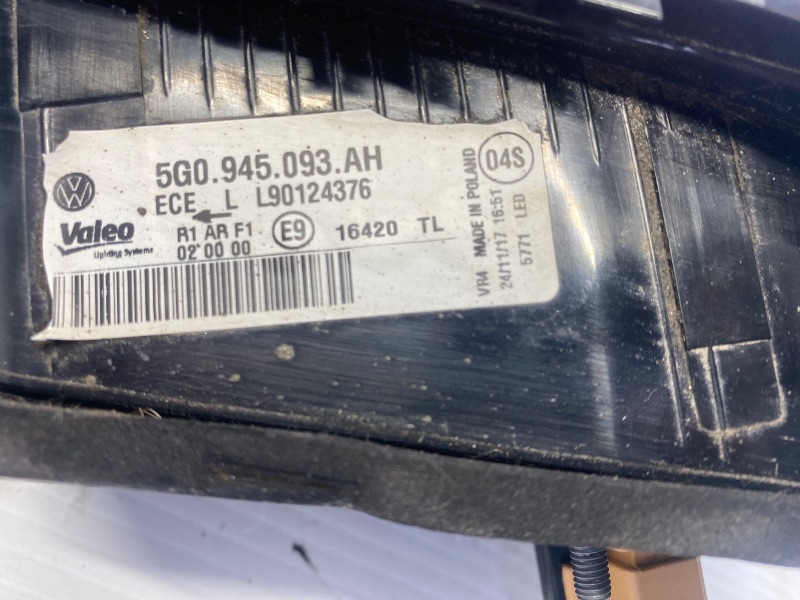 5G0.945.093.AH
ECE L L90124376
Valeo
Lighting Systems
R1 AR F1
02 00 00
E9
16420 TL
04S
VR4 MADE IN POLAND
24/11/17 16:51
5771 LED